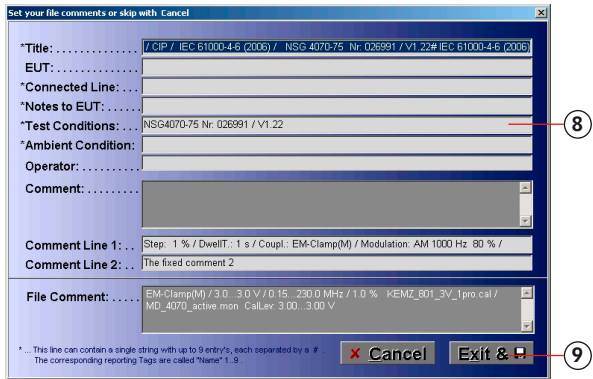 Set your file comments or skip with Cancel
*Title: . . . . . . . . . . . . . . / CIP / IEC 61000-4-6 (2006) / NSG 4070-75 Nr: 026991 / V1.22# IEC 61000-4-6 (2006)
EUT: . . . . . . . . . . . . . .
*Connected Line: . . .
*Notes to EUT: . . . . . .
*Test Conditions: . . . NSG4070-75 Nr. 026991 / V1.22
8
*Ambient Condition:
Operator: . . . . . . . . .
Comment: . . . . . . . . .
Comment Line 1: . . Step: 1 % / DwellT.: 1 s / Coupl.: EM-Clamp(M) / Modulation: AM 1000 Hz 80 % /
Comment Line 2: . . The fixed comment 2
File Comment: . . . . . EM-Clamp(M) / 3.0...3.0 V / 0.15...230.0 MHz / 1.0 % KEMZ_801_3V_1pro.cal /
MD_4070_active.mon CalLev: 3.00...3.00 V
* ... This line can contain a single string with up to 9 entry's, each separated by a # .
The corresponding reporting Tags are called "Name" 1..9 .
Cancel
Exit &
9